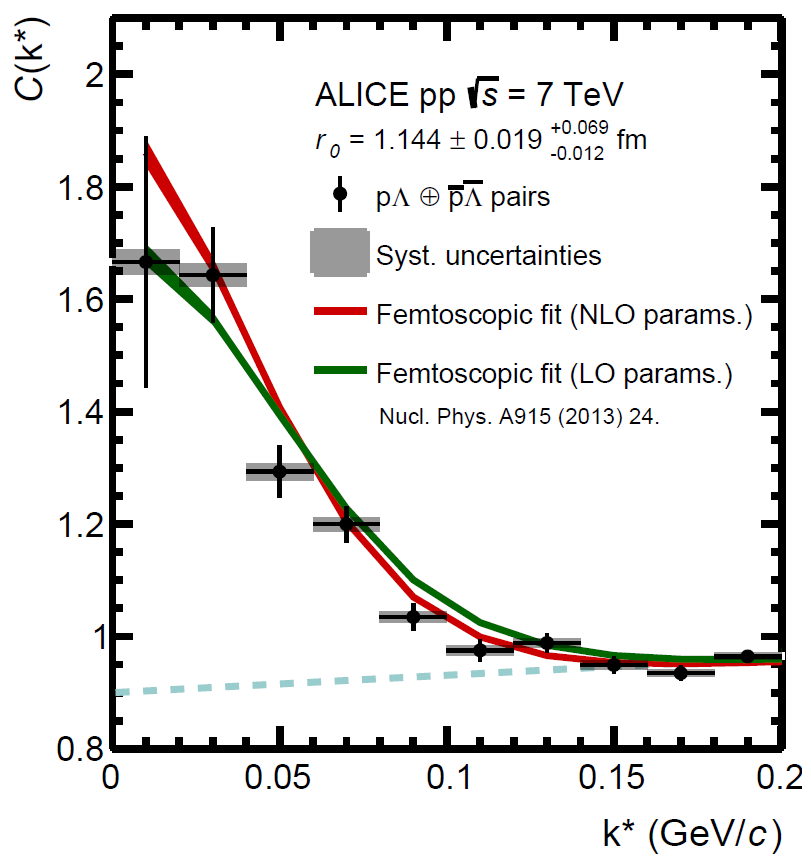 C(k*)
2
1.8
1.6
1.4
1.2
1
0.8
ALICE pp √s = 7 TeV
r₀ = 1.144 ± 0.019 +0.069 -0.012 fm
pΛ ⊕ p̅Λ̅ pairs
Syst. uncertainties
Femtoscopic fit (NLO params.)
Femtoscopic fit (LO params.)
Nucl. Phys. A915 (2013) 24.
0 0.05 0.1 0.15 0.2
k* (GeV/c)